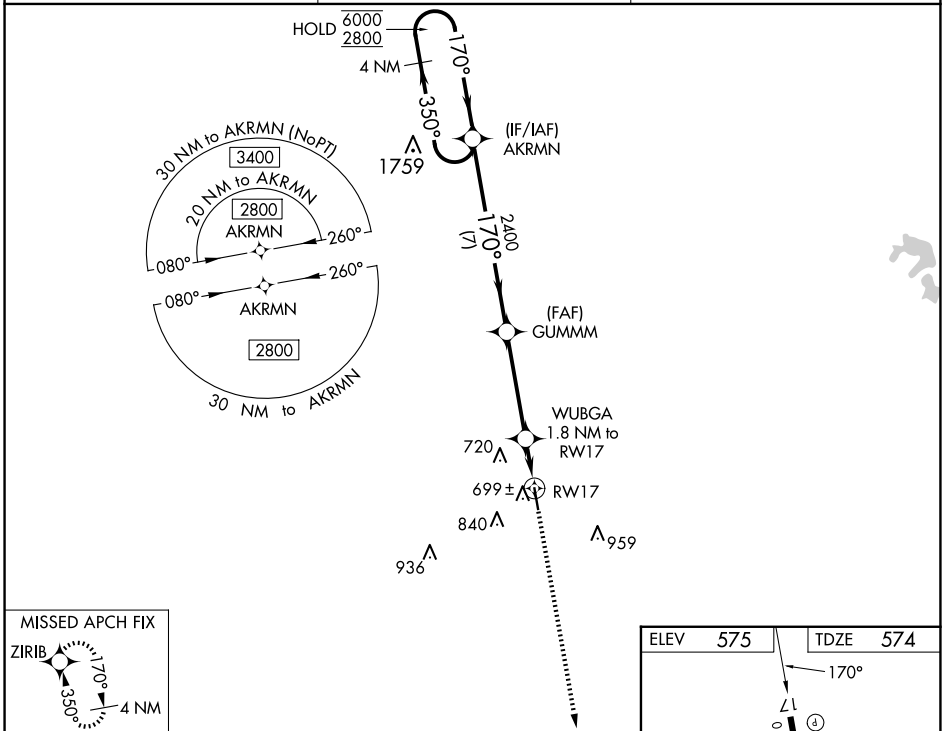 HOLD 6000
2800
4 NM
170°
350°
(IF/IAF)
AKRMN
1759
30 NM to AKRMN (NoPT)
3400
20 NM to AKRMN
2800
AKRMN
080°
260°
080°
260°
AKRMN
2800
30 NM to AKRMN
2400
170°
(7)
(FAF)
GUMMM
WUBGA
1.8 NM to
RW17
720
699±
RW17
840
959
936
MISSED APCH FIX
ZIRIB
170°
350°
4 NM
ELEV 575
TDZE 574
170°
17
P
0